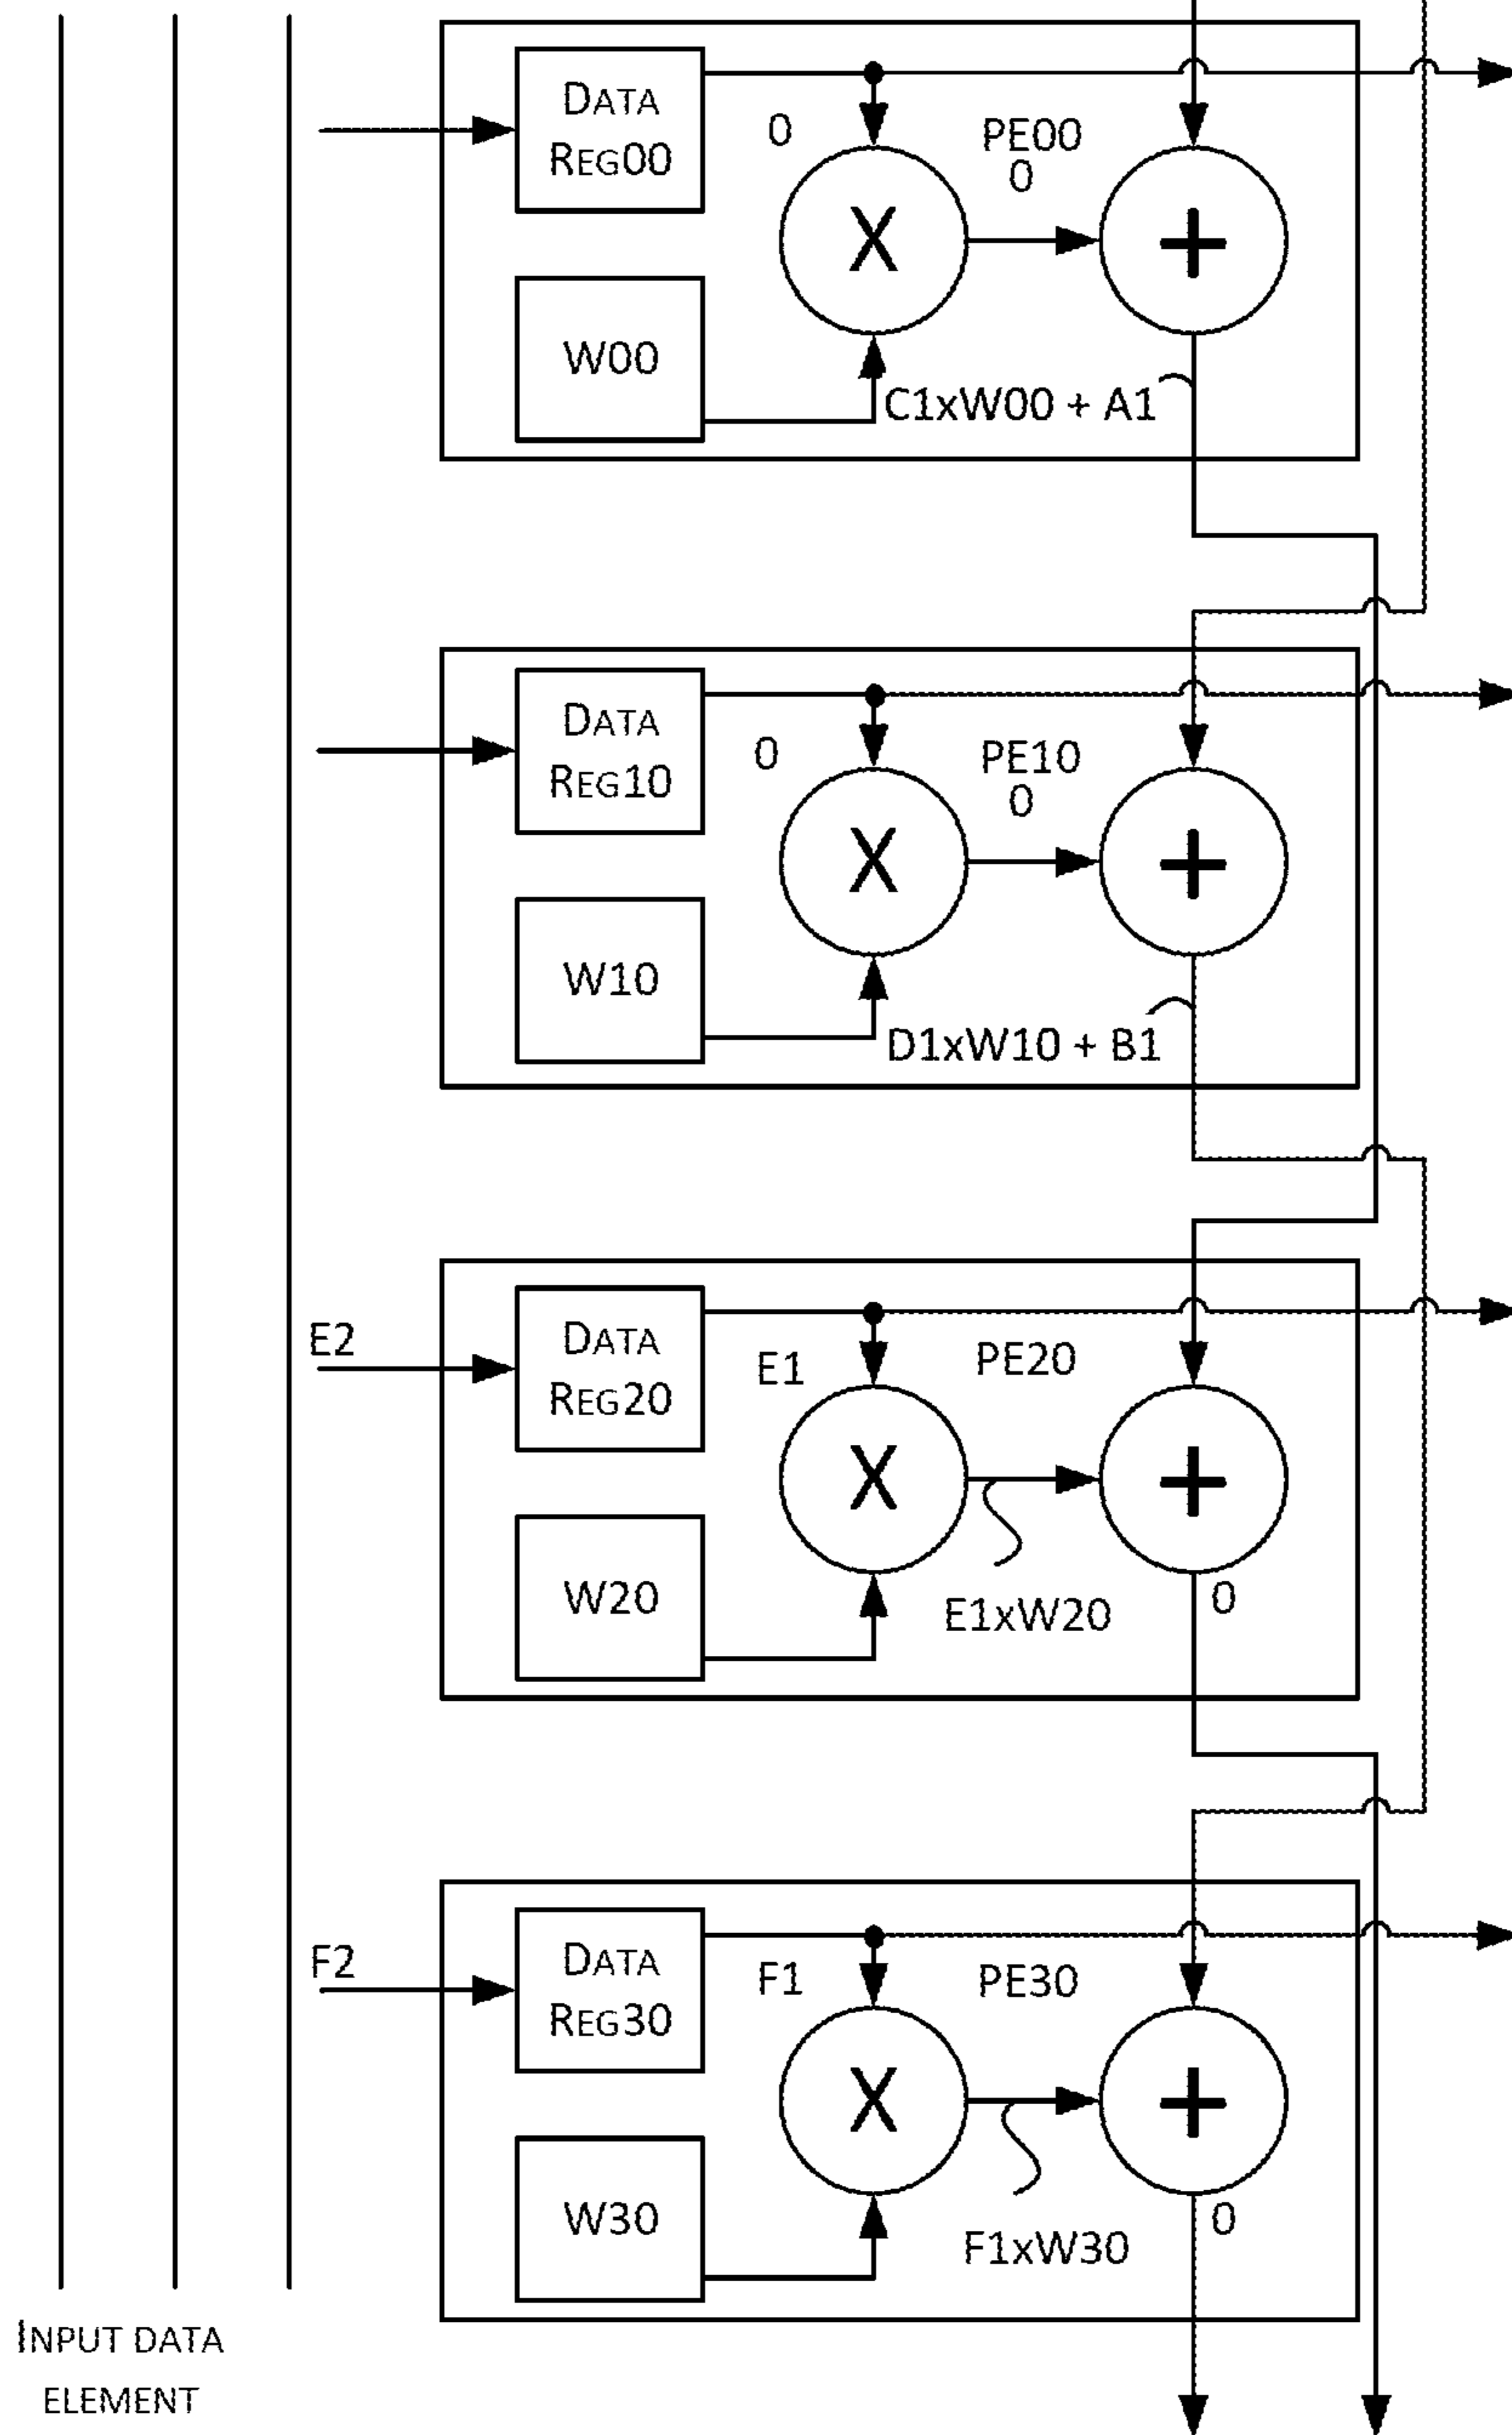 DATA
REG00
0
PE00
0
X
+
W00
C1xW00 + A1
DATA
REG10
0
PE10
0
X
+
W10
D1xW10 + B1
E2
DATA
REG20
E1
PE20
X
+
W20
E1xW20
0
F2
DATA
REG30
F1
PE30
X
+
W30
F1xW30
0
INPUT DATA
ELEMENT